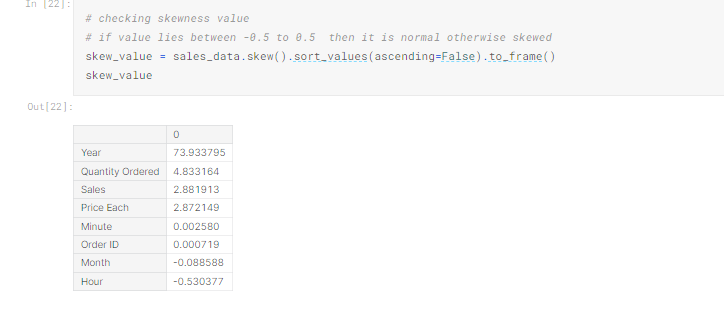 In [22]:
# checking skewness value
# if value lies between -0.5 to 0.5  then it is normal otherwise skewed
skew_value = sales_data.skew().sort_values(ascending=False).to_frame()
skew_value
Out[22]:
0
Year 73.933795
Quantity Ordered 4.833164
Sales 2.881913
Price Each 2.872149
Minute 0.002580
Order ID 0.000719
Month -0.088588
Hour -0.530377